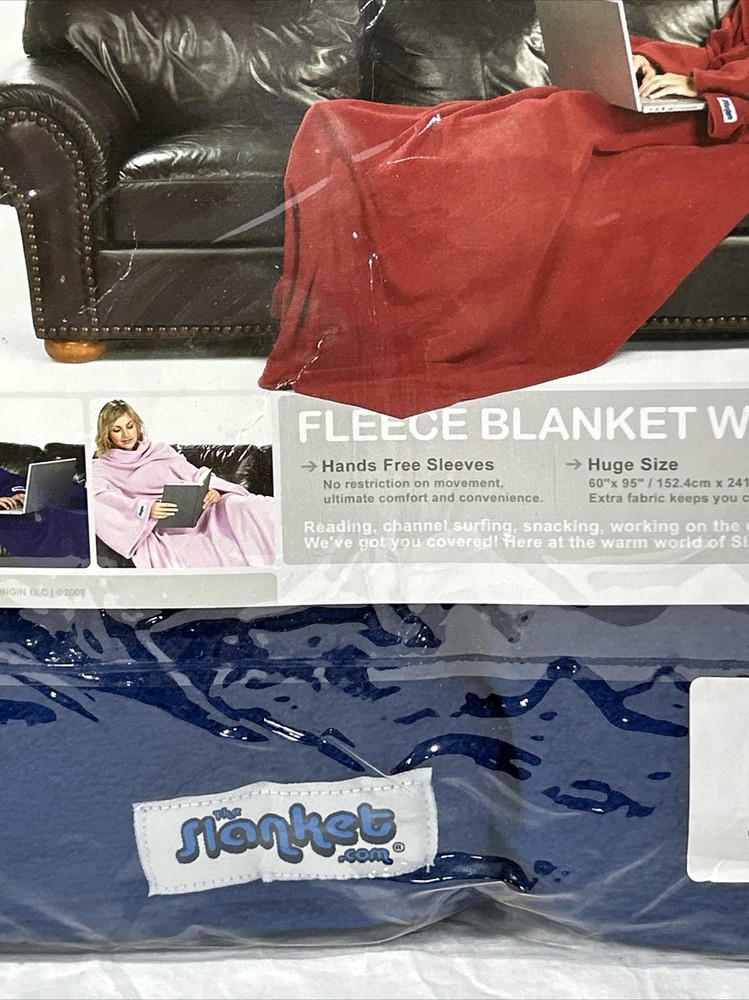 FLEECE BLANKET W
→ Hands Free Sleeves
No restriction on movement,
ultimate comfort and convenience.
→ Huge Size
60"x 95" / 152.4cm x 241
Extra fabric keeps you c
Reading, channel surfing, snacking, working on the
We've got you covered! Here at the warm world of Sl
NGIN LLC | ©2009
The
Slanket
.com®